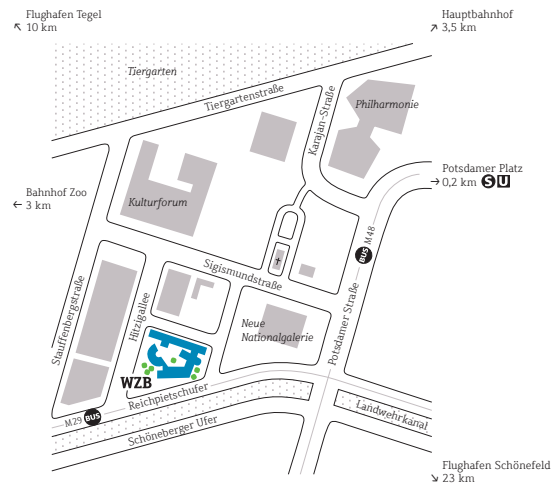 Flughafen Tegel
↖ 10 km
Hauptbahnhof
↗ 3,5 km
Tiergarten
Tiergartenstraße
Karajan-Straße
Philharmonie
Potsdamer Platz
→ 0,2 km S U
Bahnhof Zoo
← 3 km
Kulturforum
BUS M48
Sigismundstraße
Stauffenbergstraße
Hitzigallee
Neue
Nationalgalerie
Potsdamer Straße
WZB
Reichpietschufer
M29 BUS
Schöneberger Ufer
Landwehrkanal
Flughafen Schönefeld
↘ 23 km